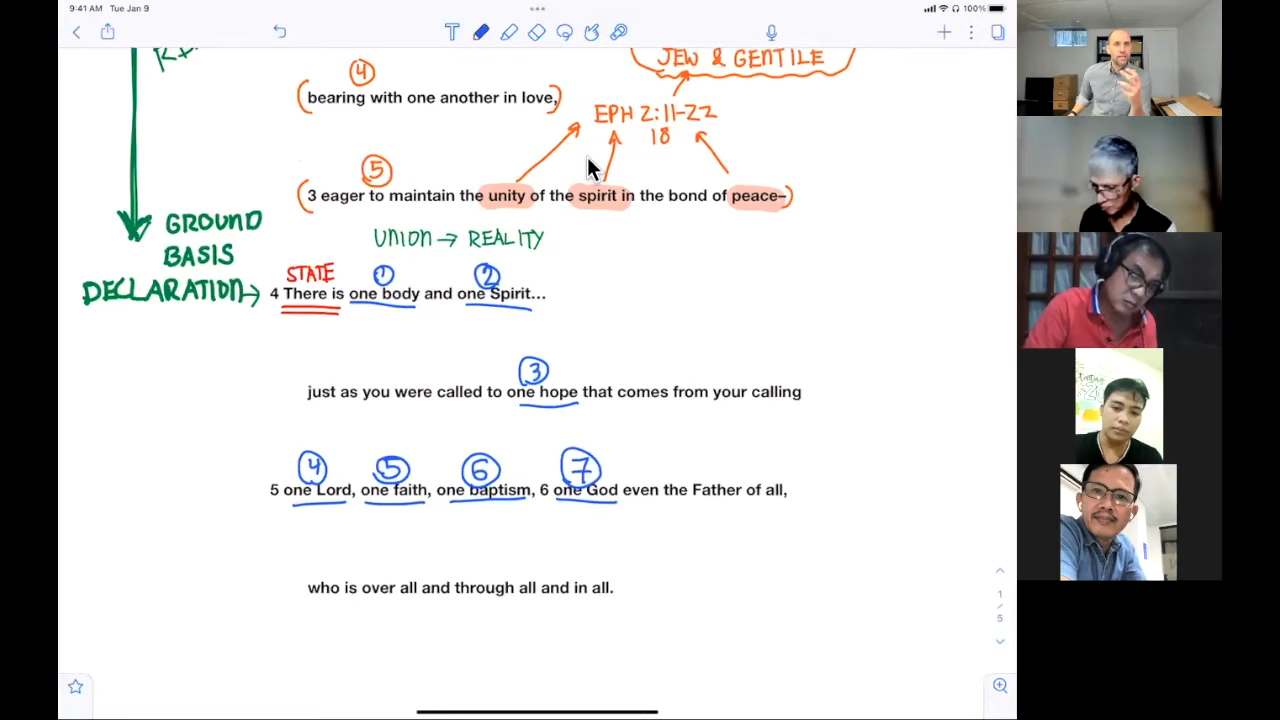 9:41 AM Tue Jan 9
100%
JEW & GENTILE
4
bearing with one another in love,
EPH 2:11-22
18
5
3 eager to maintain the unity of the spirit in the bond of peace–
GROUND
BASIS
DECLARATION
UNION → REALITY
STATE
1
2
4 There is one body and one Spirit...
3
just as you were called to one hope that comes from your calling
4
5
6
7
5 one Lord, one faith, one baptism, 6 one God even the Father of all,
who is over all and through all and in all.
1
/
5